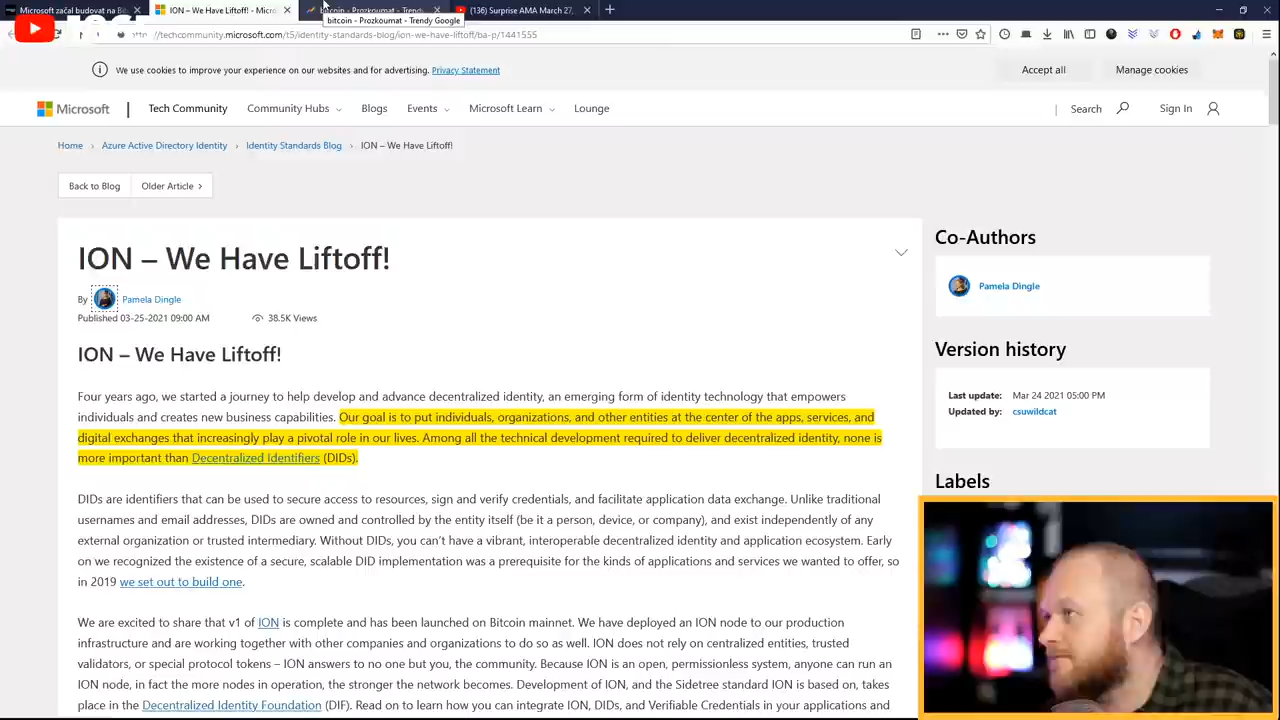 Microsoft začal budovat na Bi
ION – We Have Liftoff! - Micr
bitcoin - Prozkoumat - Trendy
(136) Surprise AMA March 27,
bitcoin - Prozkoumat - Trendy Google
https://techcommunity.microsoft.com/t5/identity-standards-blog/ion-we-have-liftoff/ba-p/1441555
We use cookies to improve your experience on our websites and for advertising. Privacy Statement
Accept all
Manage cookies
Microsoft
Tech Community
Community Hubs
Blogs
Events
Microsoft Learn
Lounge
Search
Sign In
Home › Azure Active Directory Identity › Identity Standards Blog › ION – We Have Liftoff!
Back to Blog
Older Article ›
ION – We Have Liftoff!
By Pamela Dingle
Published 03-25-2021 09:00 AM
38.5K Views
ION – We Have Liftoff!
Four years ago, we started a journey to help develop and advance decentralized identity, an emerging form of identity technology that empowers
individuals and creates new business capabilities. Our goal is to put individuals, organizations, and other entities at the center of the apps, services, and
digital exchanges that increasingly play a pivotal role in our lives. Among all the technical development required to deliver decentralized identity, none is
more important than Decentralized Identifiers (DIDs).
DIDs are identifiers that can be used to secure access to resources, sign and verify credentials, and facilitate application data exchange. Unlike traditional
usernames and email addresses, DIDs are owned and controlled by the entity itself (be it a person, device, or company), and exist independently of any
external organization or trusted intermediary. Without DIDs, you can't have a vibrant, interoperable decentralized identity and application ecosystem. Early
on we recognized the existence of a secure, scalable DID implementation was a prerequisite for the kinds of applications and services we wanted to offer, so
in 2019 we set out to build one.
We are excited to share that v1 of ION is complete and has been launched on Bitcoin mainnet. We have deployed an ION node to our production
infrastructure and are working together with other companies and organizations to do so as well. ION does not rely on centralized entities, trusted
validators, or special protocol tokens – ION answers to no one but you, the community. Because ION is an open, permissionless system, anyone can run an
ION node, in fact the more nodes in operation, the stronger the network becomes. Development of ION, and the Sidetree standard ION is based on, takes
place in the Decentralized Identity Foundation (DIF). Read on to learn how you can integrate ION, DIDs, and Verifiable Credentials in your applications and
Co-Authors
Pamela Dingle
Version history
Last update: Mar 24 2021 05:00 PM
Updated by: csuwildcat
Labels